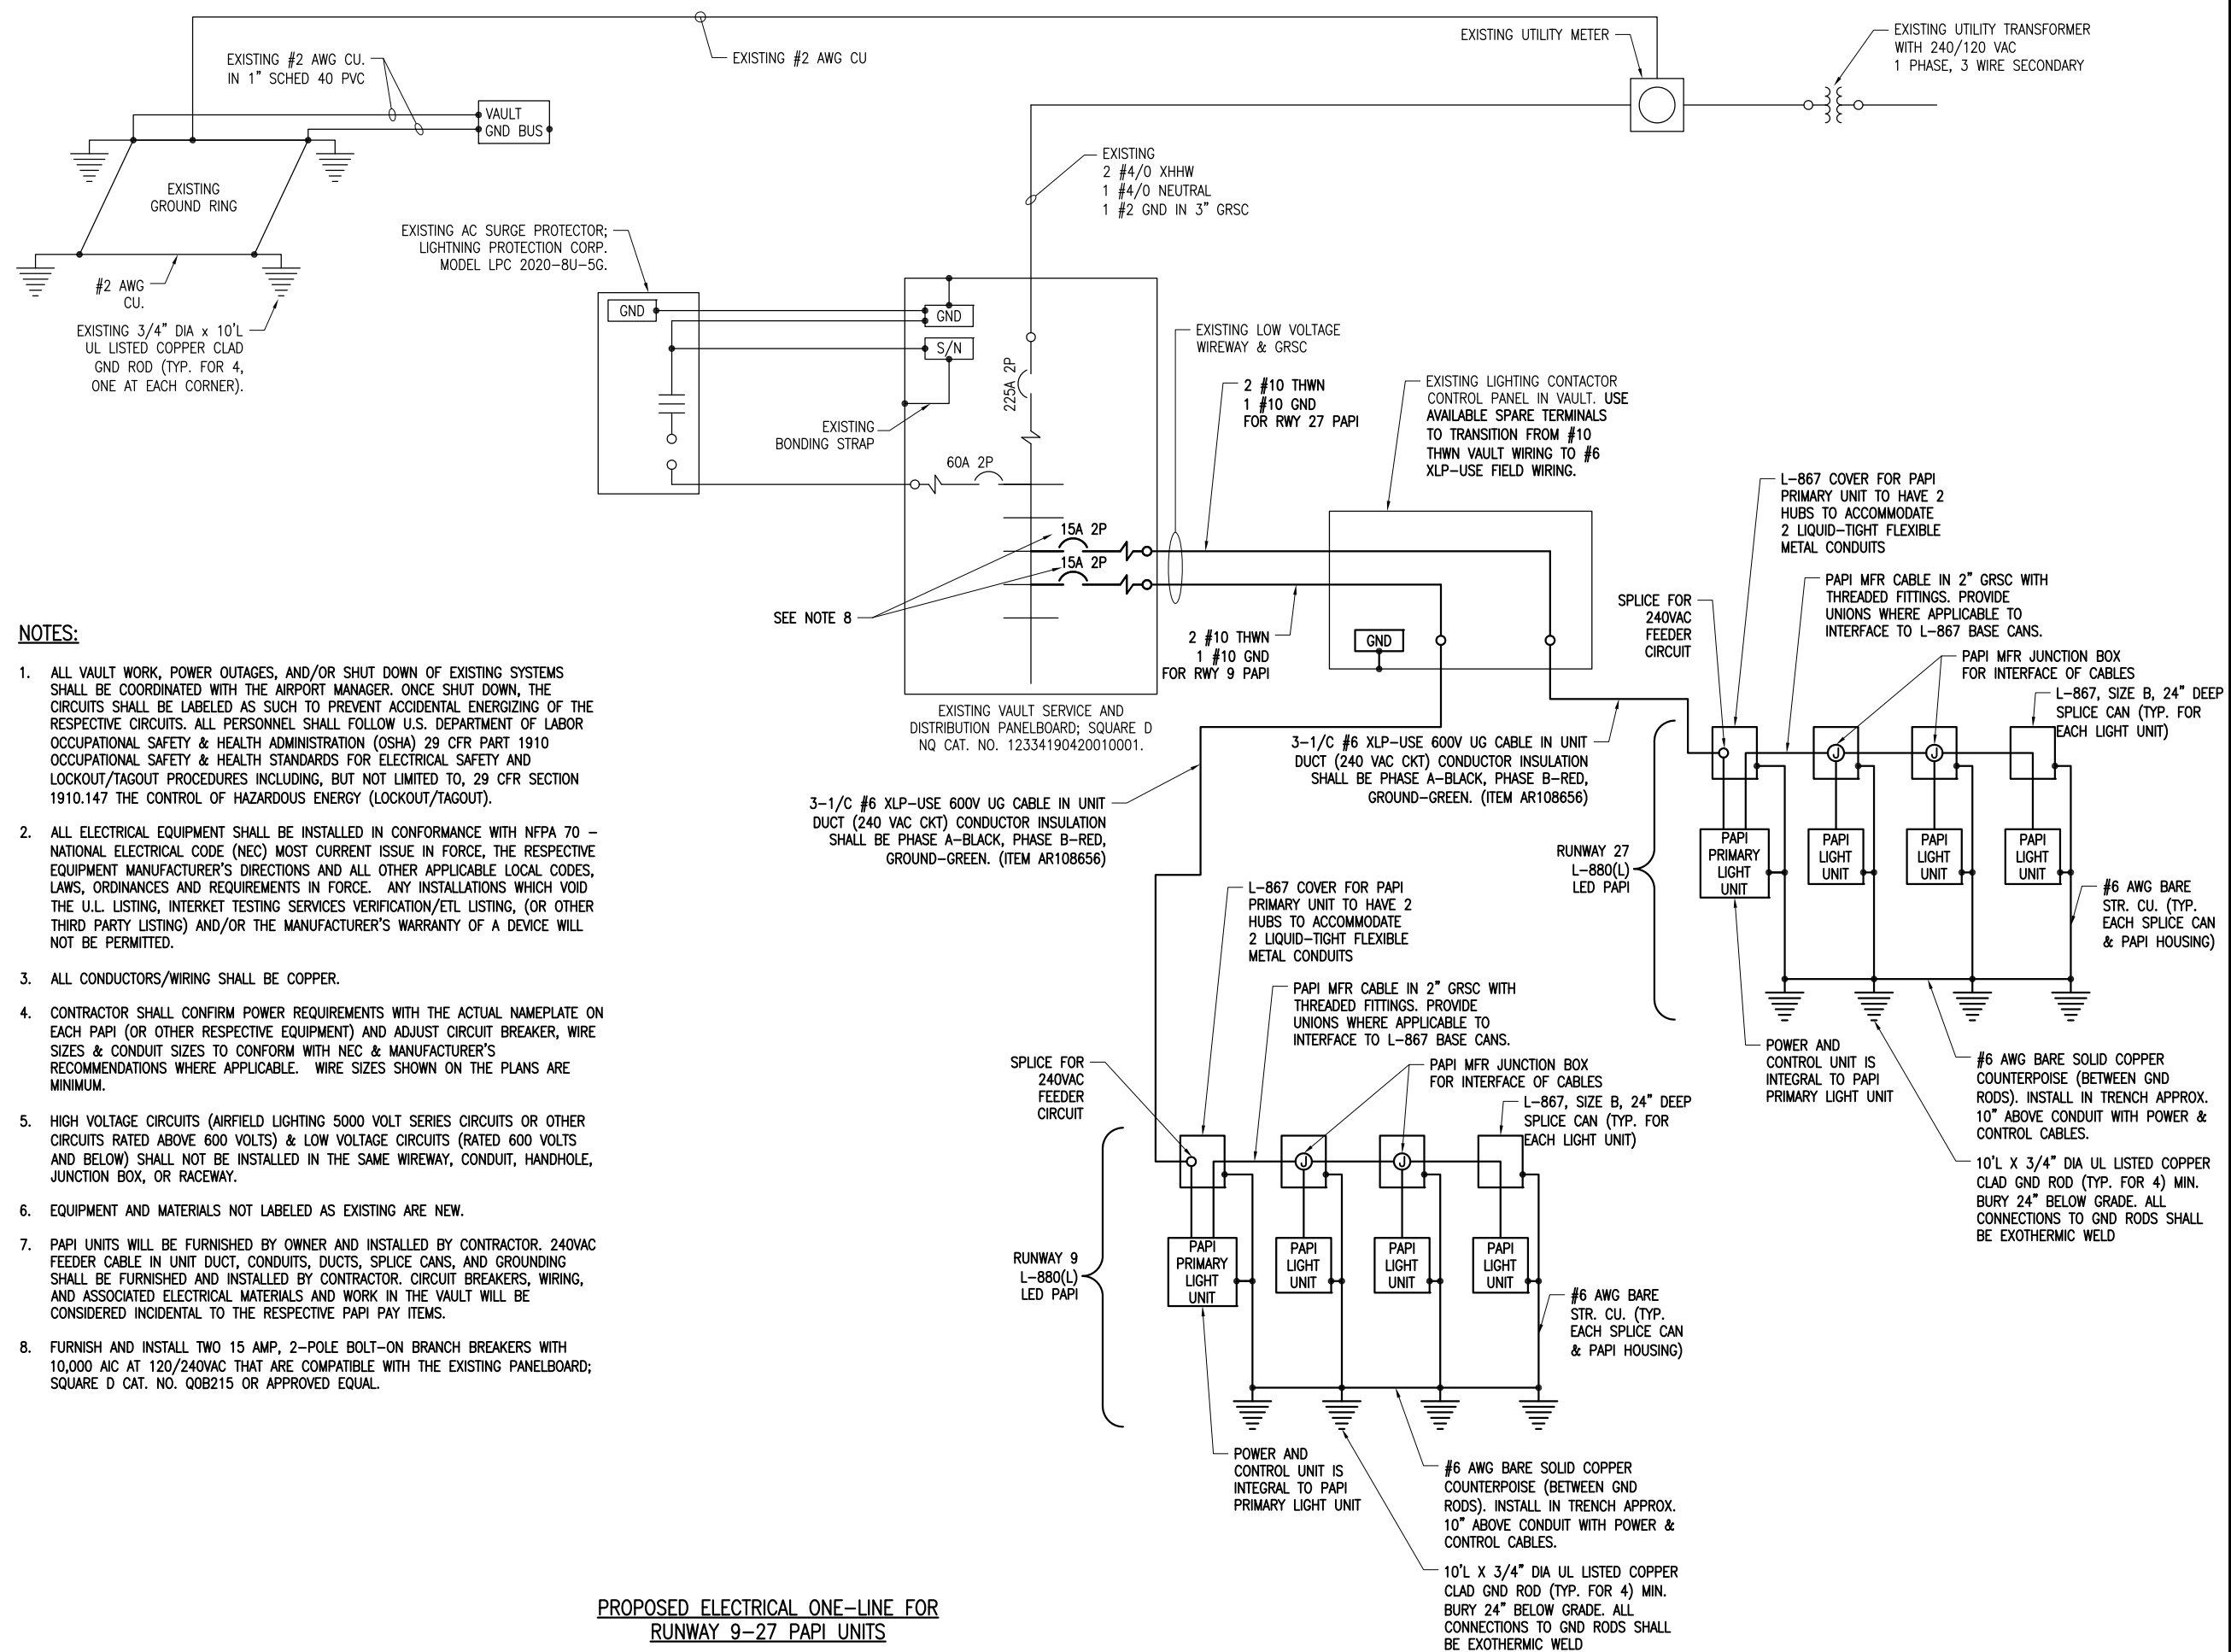 EXISTING #2 AWG CU.
IN 1" SCHED 40 PVC
EXISTING #2 AWG CU
EXISTING UTILITY METER
EXISTING UTILITY TRANSFORMER
WITH 240/120 VAC
1 PHASE, 3 WIRE SECONDARY
VAULT
GND BUS
EXISTING
GROUND RING
#2 AWG
CU.
EXISTING 3/4" DIA x 10'L
UL LISTED COPPER CLAD
GND ROD (TYP. FOR 4,
ONE AT EACH CORNER).
EXISTING
2 #4/0 XHHW
1 #4/0 NEUTRAL
1 #2 GND IN 3" GRSC
EXISTING AC SURGE PROTECTOR;
LIGHTNING PROTECTION CORP.
MODEL LPC 2020-8U-5G.
GND
GND
S/N
225A 2P
EXISTING
BONDING STRAP
60A 2P
15A 2P
15A 2P
SEE NOTE 8
EXISTING VAULT SERVICE AND
DISTRIBUTION PANELBOARD; SQUARE D
NQ CAT. NO. 12334190420010001.
EXISTING LOW VOLTAGE
WIREWAY & GRSC
2 #10 THWN
1 #10 GND
FOR RWY 27 PAPI
2 #10 THWN
1 #10 GND
FOR RWY 9 PAPI
EXISTING LIGHTING CONTACTOR
CONTROL PANEL IN VAULT. USE
AVAILABLE SPARE TERMINALS
TO TRANSITION FROM #10
THWN VAULT WIRING TO #6
XLP-USE FIELD WIRING.
GND
3-1/C #6 XLP-USE 600V UG CABLE IN UNIT
DUCT (240 VAC CKT) CONDUCTOR INSULATION
SHALL BE PHASE A-BLACK, PHASE B-RED,
GROUND-GREEN. (ITEM AR108656)
3-1/C #6 XLP-USE 600V UG CABLE IN UNIT
DUCT (240 VAC CKT) CONDUCTOR INSULATION
SHALL BE PHASE A-BLACK, PHASE B-RED,
GROUND-GREEN. (ITEM AR108656)
L-867 COVER FOR PAPI
PRIMARY UNIT TO HAVE 2
HUBS TO ACCOMMODATE
2 LIQUID-TIGHT FLEXIBLE
METAL CONDUITS
PAPI MFR CABLE IN 2" GRSC WITH
THREADED FITTINGS. PROVIDE
UNIONS WHERE APPLICABLE TO
INTERFACE TO L-867 BASE CANS.
SPLICE FOR
240VAC
FEEDER
CIRCUIT
PAPI MFR JUNCTION BOX
FOR INTERFACE OF CABLES
L-867, SIZE B, 24" DEEP
SPLICE CAN (TYP. FOR
EACH LIGHT UNIT)
J
J
RUNWAY 27
L-880(L)
LED PAPI
PAPI
PRIMARY
LIGHT
UNIT
PAPI
LIGHT
UNIT
PAPI
LIGHT
UNIT
PAPI
LIGHT
UNIT
#6 AWG BARE
STR. CU. (TYP.
EACH SPLICE CAN
& PAPI HOUSING)
POWER AND
CONTROL UNIT IS
INTEGRAL TO PAPI
PRIMARY LIGHT UNIT
#6 AWG BARE SOLID COPPER
COUNTERPOISE (BETWEEN GND
RODS). INSTALL IN TRENCH APPROX.
10" ABOVE CONDUIT WITH POWER &
CONTROL CABLES.
10'L X 3/4" DIA UL LISTED COPPER
CLAD GND ROD (TYP. FOR 4) MIN.
BURY 24" BELOW GRADE. ALL
CONNECTIONS TO GND RODS SHALL
BE EXOTHERMIC WELD
L-867 COVER FOR PAPI
PRIMARY UNIT TO HAVE 2
HUBS TO ACCOMMODATE
2 LIQUID-TIGHT FLEXIBLE
METAL CONDUITS
PAPI MFR CABLE IN 2" GRSC WITH
THREADED FITTINGS. PROVIDE
UNIONS WHERE APPLICABLE TO
INTERFACE TO L-867 BASE CANS.
SPLICE FOR
240VAC
FEEDER
CIRCUIT
PAPI MFR JUNCTION BOX
FOR INTERFACE OF CABLES
L-867, SIZE B, 24" DEEP
SPLICE CAN (TYP. FOR
EACH LIGHT UNIT)
J
J
RUNWAY 9
L-880(L)
LED PAPI
PAPI
PRIMARY
LIGHT
UNIT
PAPI
LIGHT
UNIT
PAPI
LIGHT
UNIT
PAPI
LIGHT
UNIT
#6 AWG BARE
STR. CU. (TYP.
EACH SPLICE CAN
& PAPI HOUSING)
POWER AND
CONTROL UNIT IS
INTEGRAL TO PAPI
PRIMARY LIGHT UNIT
#6 AWG BARE SOLID COPPER
COUNTERPOISE (BETWEEN GND
RODS). INSTALL IN TRENCH APPROX.
10" ABOVE CONDUIT WITH POWER &
CONTROL CABLES.
10'L X 3/4" DIA UL LISTED COPPER
CLAD GND ROD (TYP. FOR 4) MIN.
BURY 24" BELOW GRADE. ALL
CONNECTIONS TO GND RODS SHALL
BE EXOTHERMIC WELD
NOTES:
1. ALL VAULT WORK, POWER OUTAGES, AND/OR SHUT DOWN OF EXISTING SYSTEMS
SHALL BE COORDINATED WITH THE AIRPORT MANAGER. ONCE SHUT DOWN, THE
CIRCUITS SHALL BE LABELED AS SUCH TO PREVENT ACCIDENTAL ENERGIZING OF THE
RESPECTIVE CIRCUITS. ALL PERSONNEL SHALL FOLLOW U.S. DEPARTMENT OF LABOR
OCCUPATIONAL SAFETY & HEALTH ADMINISTRATION (OSHA) 29 CFR PART 1910
OCCUPATIONAL SAFETY & HEALTH STANDARDS FOR ELECTRICAL SAFETY AND
LOCKOUT/TAGOUT PROCEDURES INCLUDING, BUT NOT LIMITED TO, 29 CFR SECTION
1910.147 THE CONTROL OF HAZARDOUS ENERGY (LOCKOUT/TAGOUT).
2. ALL ELECTRICAL EQUIPMENT SHALL BE INSTALLED IN CONFORMANCE WITH NFPA 70 -
NATIONAL ELECTRICAL CODE (NEC) MOST CURRENT ISSUE IN FORCE, THE RESPECTIVE
EQUIPMENT MANUFACTURER'S DIRECTIONS AND ALL OTHER APPLICABLE LOCAL CODES,
LAWS, ORDINANCES AND REQUIREMENTS IN FORCE. ANY INSTALLATIONS WHICH VOID
THE U.L. LISTING, INTERKET TESTING SERVICES VERIFICATION/ETL LISTING, (OR OTHER
THIRD PARTY LISTING) AND/OR THE MANUFACTURER'S WARRANTY OF A DEVICE WILL
NOT BE PERMITTED.
3. ALL CONDUCTORS/WIRING SHALL BE COPPER.
4. CONTRACTOR SHALL CONFIRM POWER REQUIREMENTS WITH THE ACTUAL NAMEPLATE ON
EACH PAPI (OR OTHER RESPECTIVE EQUIPMENT) AND ADJUST CIRCUIT BREAKER, WIRE
SIZES & CONDUIT SIZES TO CONFORM WITH NEC & MANUFACTURER'S
RECOMMENDATIONS WHERE APPLICABLE. WIRE SIZES SHOWN ON THE PLANS ARE
MINIMUM.
5. HIGH VOLTAGE CIRCUITS (AIRFIELD LIGHTING 5000 VOLT SERIES CIRCUITS OR OTHER
CIRCUITS RATED ABOVE 600 VOLTS) & LOW VOLTAGE CIRCUITS (RATED 600 VOLTS
AND BELOW) SHALL NOT BE INSTALLED IN THE SAME WIREWAY, CONDUIT, HANDHOLE,
JUNCTION BOX, OR RACEWAY.
6. EQUIPMENT AND MATERIALS NOT LABELED AS EXISTING ARE NEW.
7. PAPI UNITS WILL BE FURNISHED BY OWNER AND INSTALLED BY CONTRACTOR. 240VAC
FEEDER CABLE IN UNIT DUCT, CONDUITS, DUCTS, SPLICE CANS, AND GROUNDING
SHALL BE FURNISHED AND INSTALLED BY CONTRACTOR. CIRCUIT BREAKERS, WIRING,
AND ASSOCIATED ELECTRICAL MATERIALS AND WORK IN THE VAULT WILL BE
CONSIDERED INCIDENTAL TO THE RESPECTIVE PAPI PAY ITEMS.
8. FURNISH AND INSTALL TWO 15 AMP, 2-POLE BOLT-ON BRANCH BREAKERS WITH
10,000 AIC AT 120/240VAC THAT ARE COMPATIBLE WITH THE EXISTING PANELBOARD;
SQUARE D CAT. NO. QOB215 OR APPROVED EQUAL.
PROPOSED ELECTRICAL ONE-LINE FOR
RUNWAY 9-27 PAPI UNITS